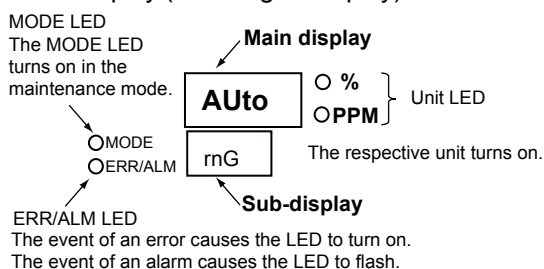 MODE LED
The MODE LED
turns on in the
maintenance mode.
Main display
AUto
%
PPM
Unit LED
MODE
ERR/ALM
rnG
The respective unit turns on.
Sub-display
ERR/ALM LED
The event of an error causes the LED to turn on.
The event of an alarm causes the LED to flash.